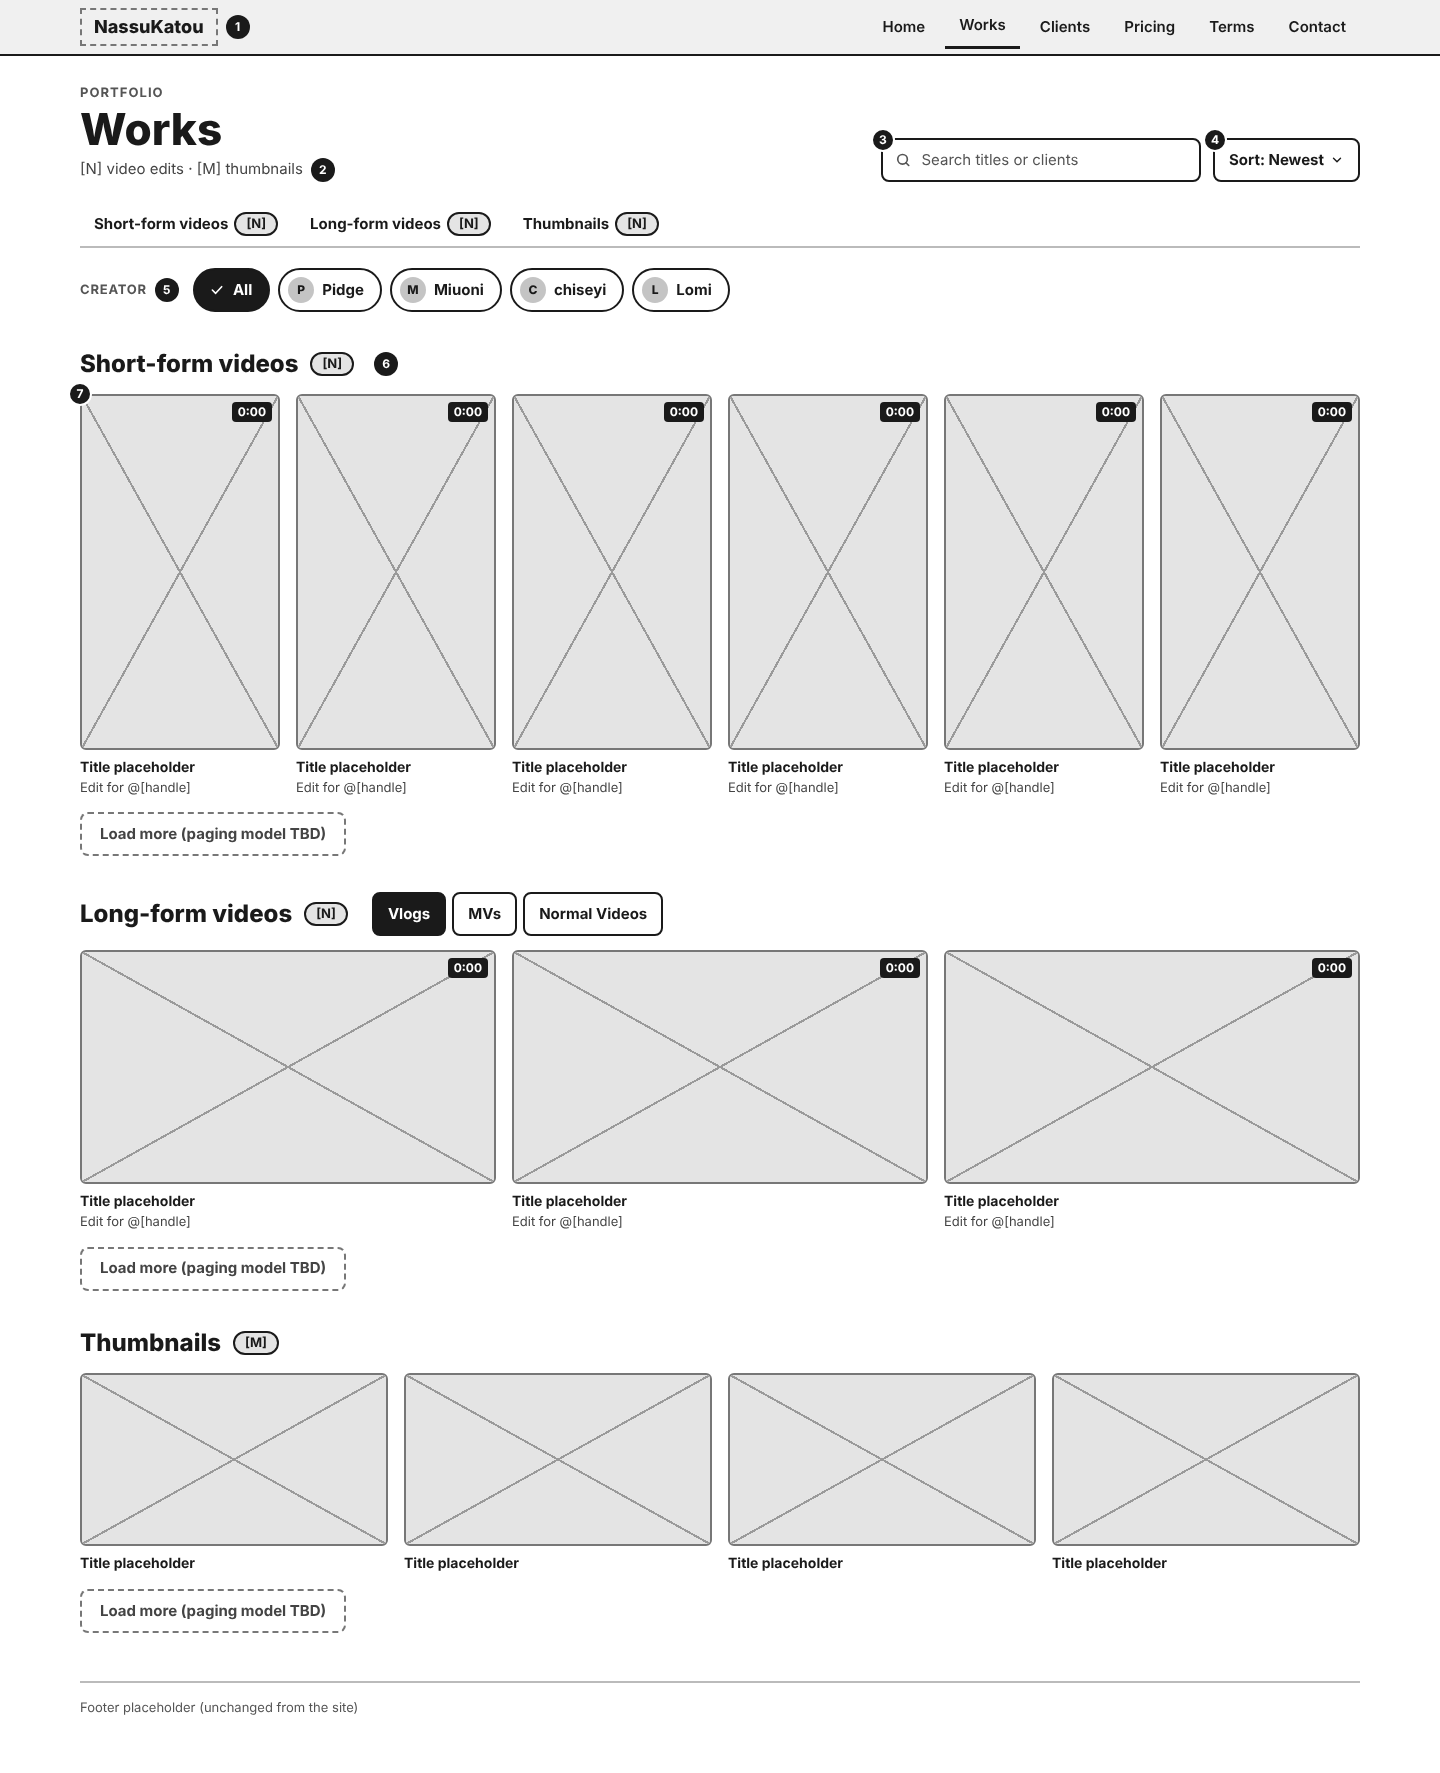 NassuKatou 1 Home Works Clients Pricing Terms Contact
PORTFOLIO
Works
[N] video edits · [M] thumbnails 2
3 Search titles or clients 4 Sort: Newest
Short-form videos [N] Long-form videos [N] Thumbnails [N]
CREATOR 5 All P Pidge M Miuoni C chiseyi L Lomi
Short-form videos [N] 6
7 0:00 0:00 0:00 0:00 0:00 0:00
Title placeholder Title placeholder Title placeholder Title placeholder Title placeholder Title placeholder
Edit for @[handle] Edit for @[handle] Edit for @[handle] Edit for @[handle] Edit for @[handle] Edit for @[handle]
Load more (paging model TBD)
Long-form videos [N] Vlogs MVs Normal Videos
0:00 0:00 0:00
Title placeholder Title placeholder Title placeholder
Edit for @[handle] Edit for @[handle] Edit for @[handle]
Load more (paging model TBD)
Thumbnails [M]
Title placeholder Title placeholder Title placeholder Title placeholder
Load more (paging model TBD)
Footer placeholder (unchanged from the site)